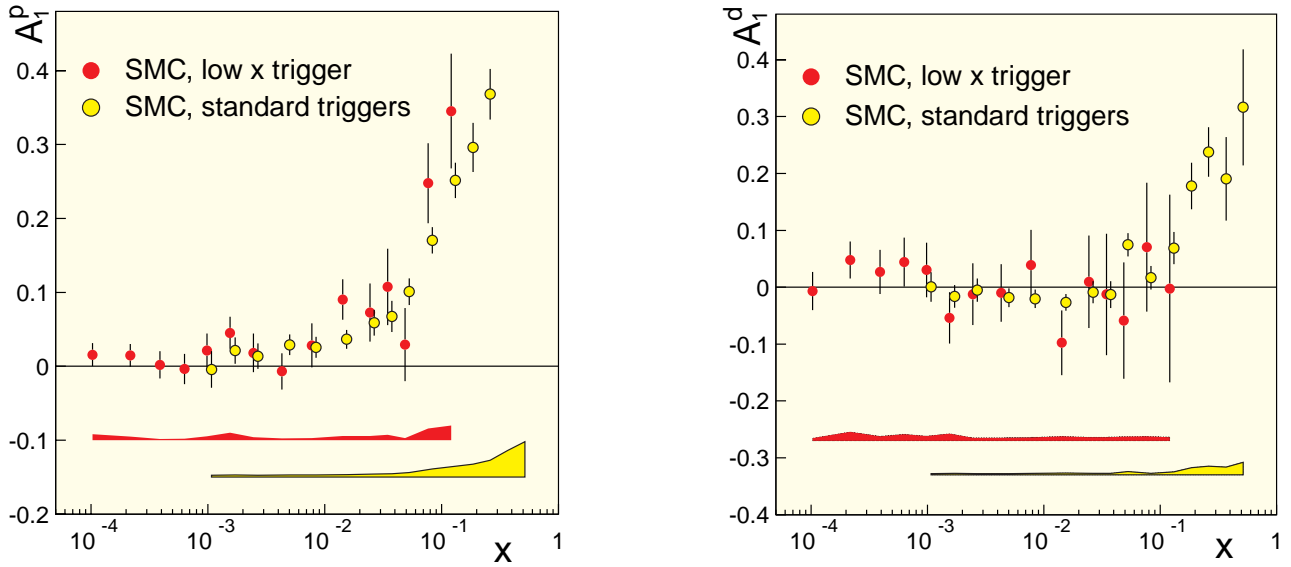 A₁ᵖ
SMC, low x trigger
SMC, standard triggers
0.4
0.3
0.2
0.1
0
-0.1
-0.2
10⁻⁴ 10⁻³ 10⁻² 10⁻¹ 1
x
A₁ᵈ
SMC, low x trigger
SMC, standard triggers
0.4
0.3
0.2
0.1
0
-0.1
-0.2
-0.3
-0.4
10⁻⁴ 10⁻³ 10⁻² 10⁻¹ 1
x